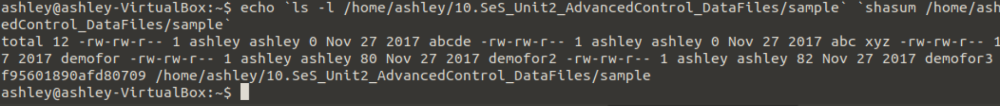 ashley@ashley-VirtualBox:~$ echo `ls -l /home/ashley/10.SeS_Unit2_AdvancedControl_DataFiles/sample` `shasum /home/ash
edControl_DataFiles/sample`
total 12 -rw-rw-r-- 1 ashley ashley 0 Nov 27 2017 abcde -rw-rw-r-- 1 ashley ashley 0 Nov 27 2017 abc xyz -rw-rw-r-- 1
7 2017 demofor -rw-rw-r-- 1 ashley ashley 80 Nov 27 2017 demofor2 -rw-rw-r-- 1 ashley ashley 82 Nov 27 2017 demofor3
f95601890afd80709 /home/ashley/10.SeS_Unit2_AdvancedControl_DataFiles/sample
ashley@ashley-VirtualBox:~$